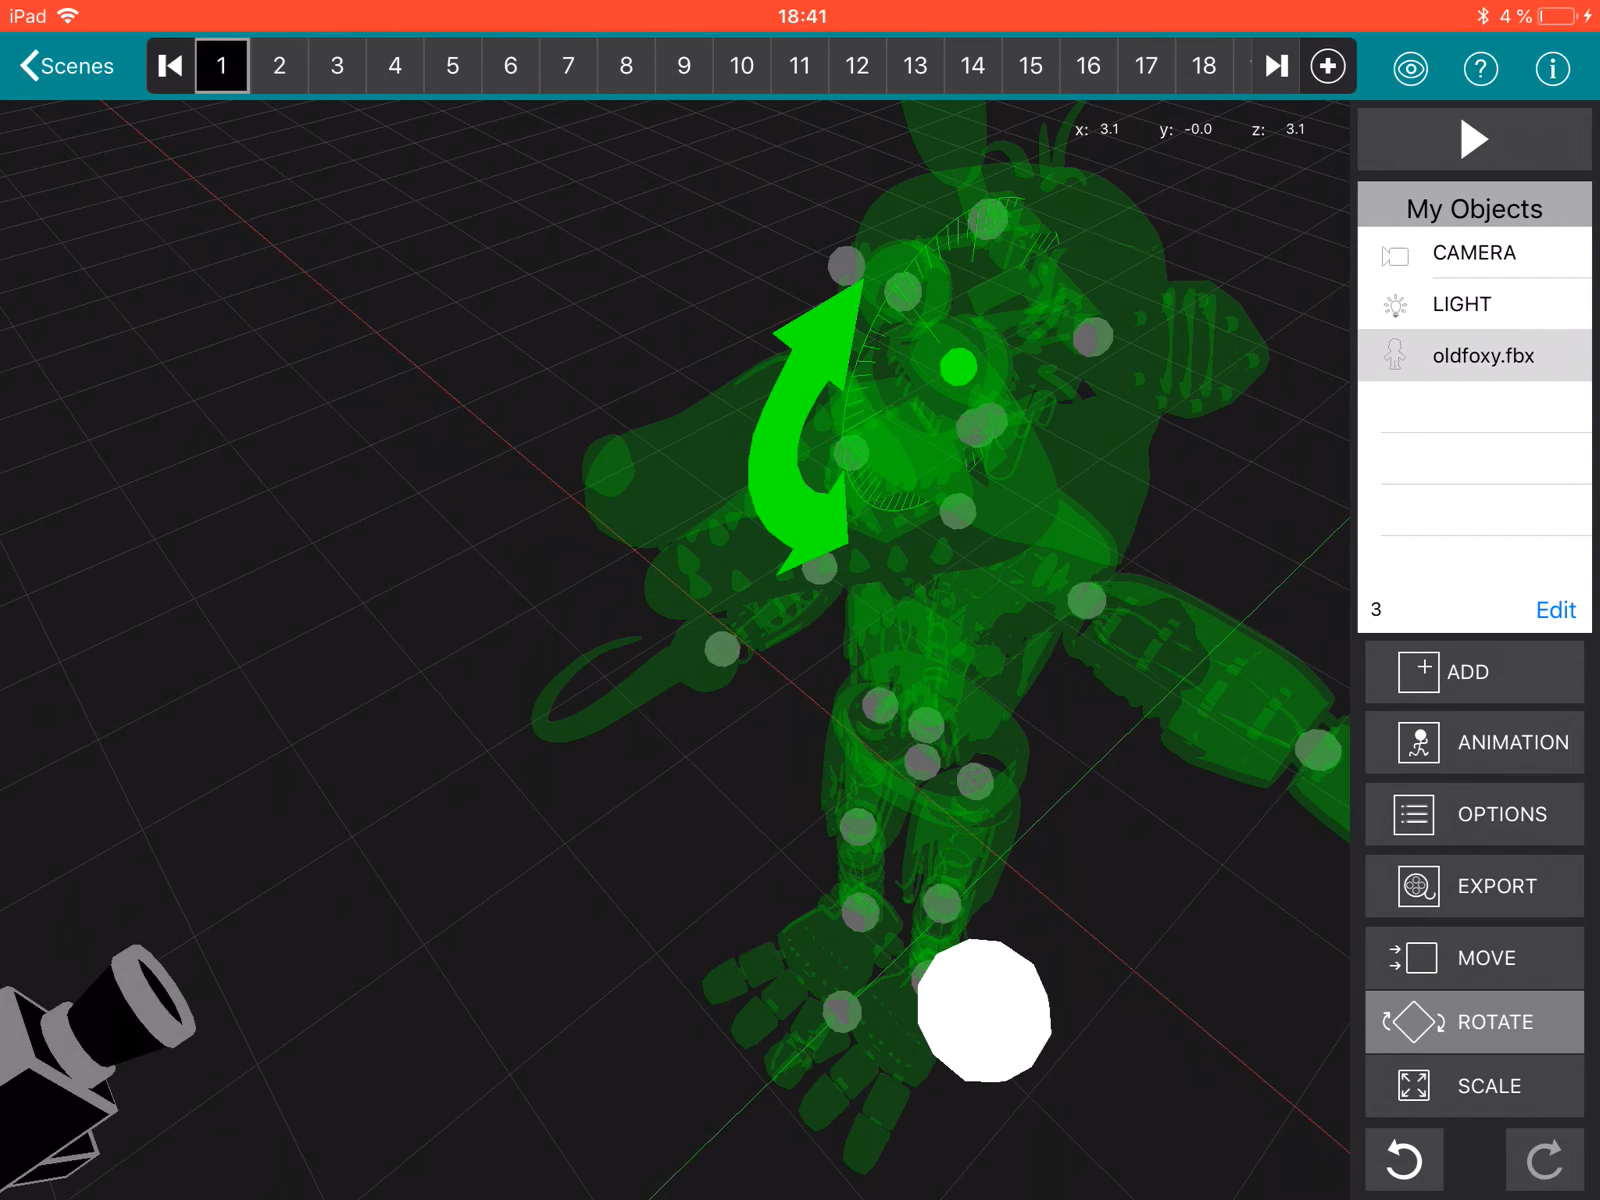 iPad 18:41 4 %
Scenes 1 2 3 4 5 6 7 8 9 10 11 12 13 14 15 16 17 18
x: 3.1 y: -0.0 z: 3.1
My Objects
CAMERA
LIGHT
oldfoxy.fbx
3 Edit
ADD
ANIMATION
OPTIONS
EXPORT
MOVE
ROTATE
SCALE